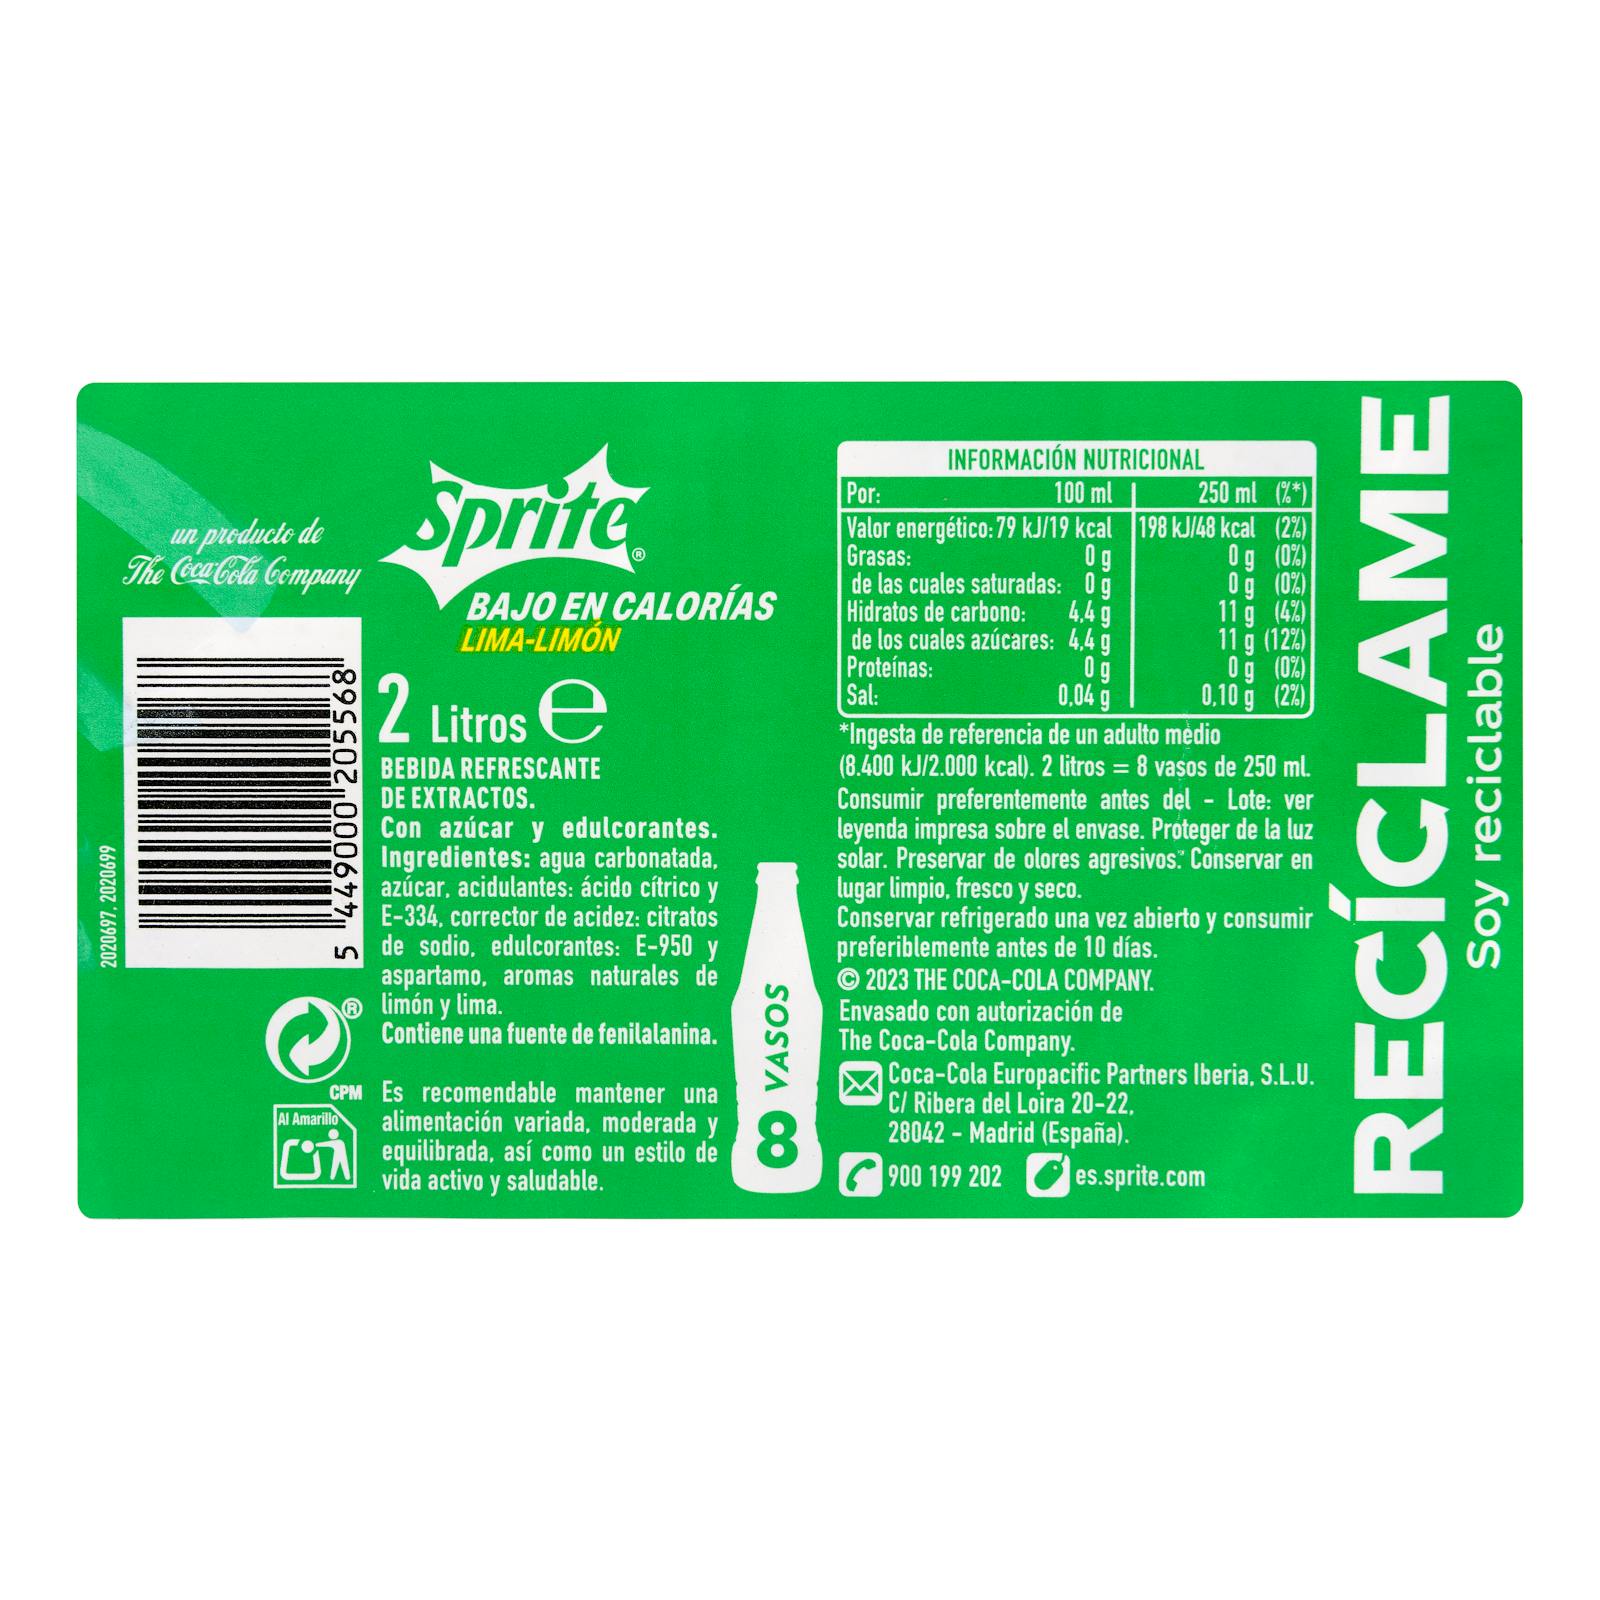 un producto de
The Coca-Cola Company
5 449000 205568
2020697, 2020699
Sprite®
BAJO EN CALORÍAS
LIMA-LIMÓN
2 Litros e
BEBIDA REFRESCANTE
DE EXTRACTOS.
Con azúcar y edulcorantes.
Ingredientes: agua carbonatada,
azúcar, acidulantes: ácido cítrico y
E-334, corrector de acidez: citratos
de sodio, edulcorantes: E-950 y
aspartamo, aromas naturales de
limón y lima.
Contiene una fuente de fenilalanina.
Es recomendable mantener una
alimentación variada, moderada y
equilibrada, así como un estilo de
vida activo y saludable.
®
CPM
Al Amarillo
8 VASOS
INFORMACIÓN NUTRICIONAL
Por: 100 ml 250 ml (%*)
Valor energético: 79 kJ/19 kcal 198 kJ/48 kcal (2%)
Grasas: 0 g 0 g (0%)
de las cuales saturadas: 0 g 0 g (0%)
Hidratos de carbono: 4,4 g 11 g (4%)
de los cuales azúcares: 4,4 g 11 g (12%)
Proteínas: 0 g 0 g (0%)
Sal: 0,04 g 0,10 g (2%)
*Ingesta de referencia de un adulto medio
(8.400 kJ/2.000 kcal). 2 litros = 8 vasos de 250 ml.
Consumir preferentemente antes del - Lote: ver
leyenda impresa sobre el envase. Proteger de la luz
solar. Preservar de olores agresivos. Conservar en
lugar limpio, fresco y seco.
Conservar refrigerado una vez abierto y consumir
preferiblemente antes de 10 días.
© 2023 THE COCA-COLA COMPANY.
Envasado con autorización de
The Coca-Cola Company.
Coca-Cola Europacific Partners Iberia, S.L.U.
C/ Ribera del Loira 20-22,
28042 - Madrid (España).
900 199 202 es.sprite.com
RECÍCLAME
Soy reciclable